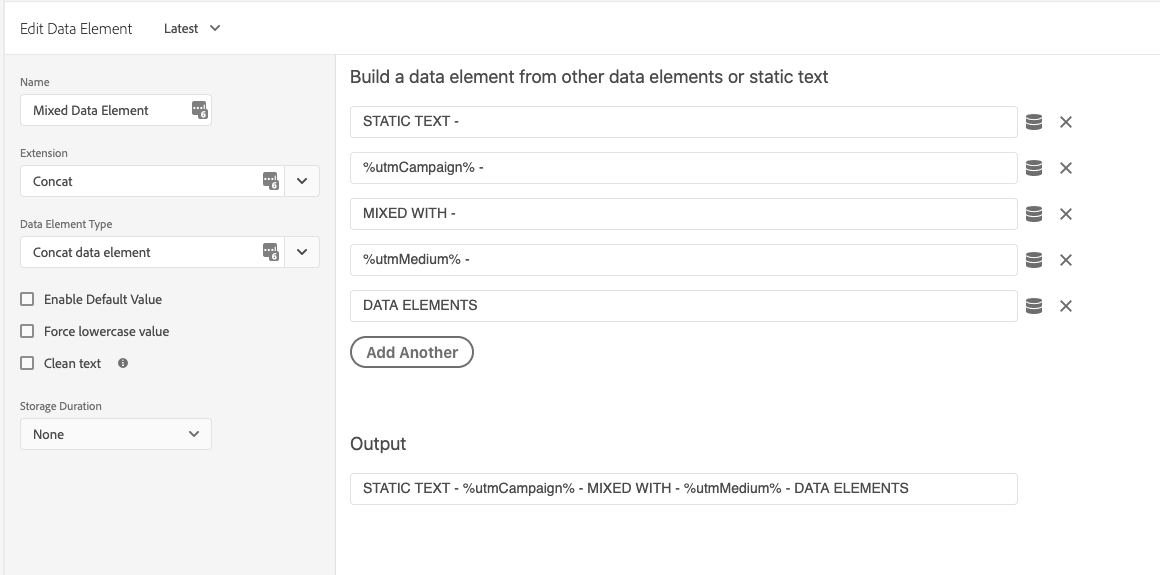 Edit Data Element Latest
Name
Mixed Data Element
Extension
Concat
Data Element Type
Concat data element
Enable Default Value
Force lowercase value
Clean text
Storage Duration
None
Build a data element from other data elements or static text
STATIC TEXT -
%utmCampaign% -
MIXED WITH -
%utmMedium% -
DATA ELEMENTS
Add Another
Output
STATIC TEXT - %utmCampaign% - MIXED WITH - %utmMedium% - DATA ELEMENTS